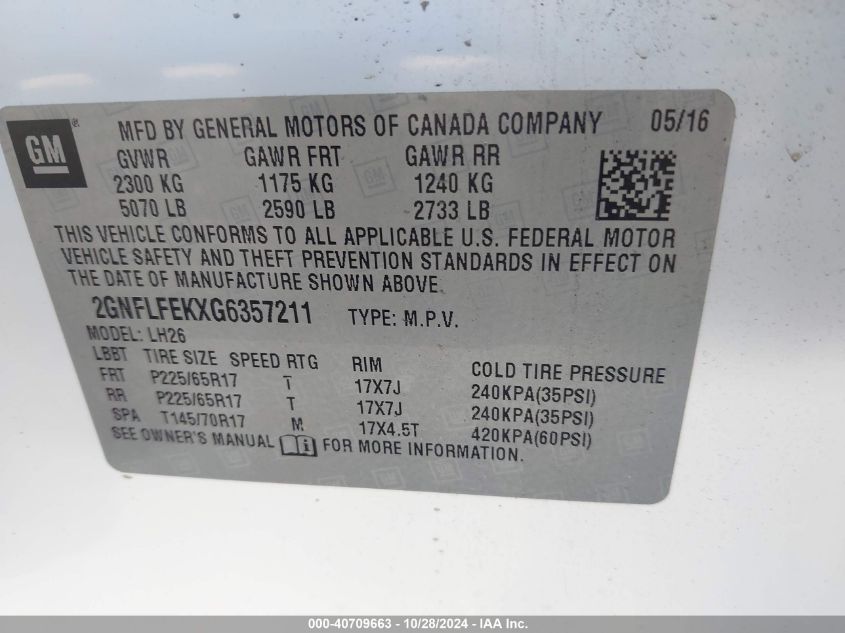 GM ® MFD BY GENERAL MOTORS OF CANADA COMPANY 05/16
GVWR GAWR FRT GAWR RR
2300 KG 1175 KG 1240 KG
5070 LB 2590 LB 2733 LB
THIS VEHICLE CONFORMS TO ALL APPLICABLE U.S. FEDERAL MOTOR
VEHICLE SAFETY AND THEFT PREVENTION STANDARDS IN EFFECT ON
THE DATE OF MANUFACTURE SHOWN ABOVE.
2GNFLFEKXG6357211 TYPE: M.P.V.
MODEL: LH26
LBBT TIRE SIZE SPEED RTG RIM COLD TIRE PRESSURE
FRT P225/65R17 T 17X7J 240KPA(35PSI)
RR P225/65R17 T 17X7J 240KPA(35PSI)
SPA T145/70R17 M 17X4.5T 420KPA(60PSI)
SEE OWNER'S MANUAL FOR MORE INFORMATION.
000-40709663 - 10/28/2024 - IAA Inc.